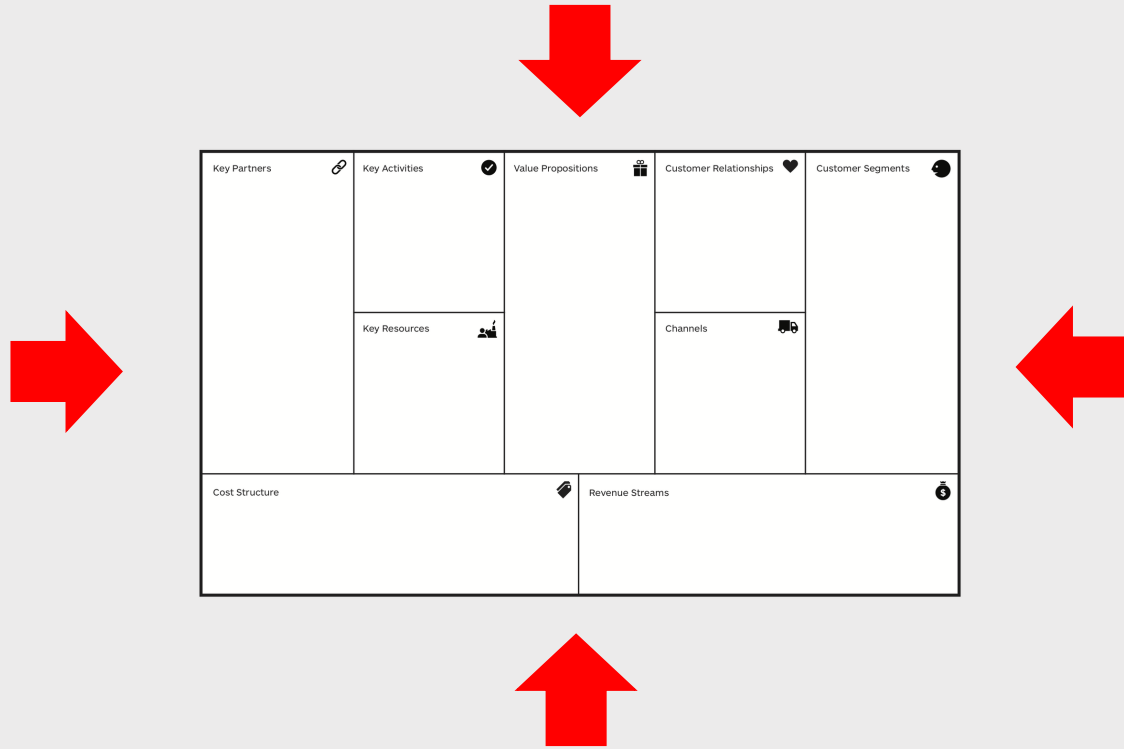 Key Partners
Key Activities
Value Propositions
Customer Relationships
Customer Segments
Key Resources
Channels
Cost Structure
Revenue Streams
$